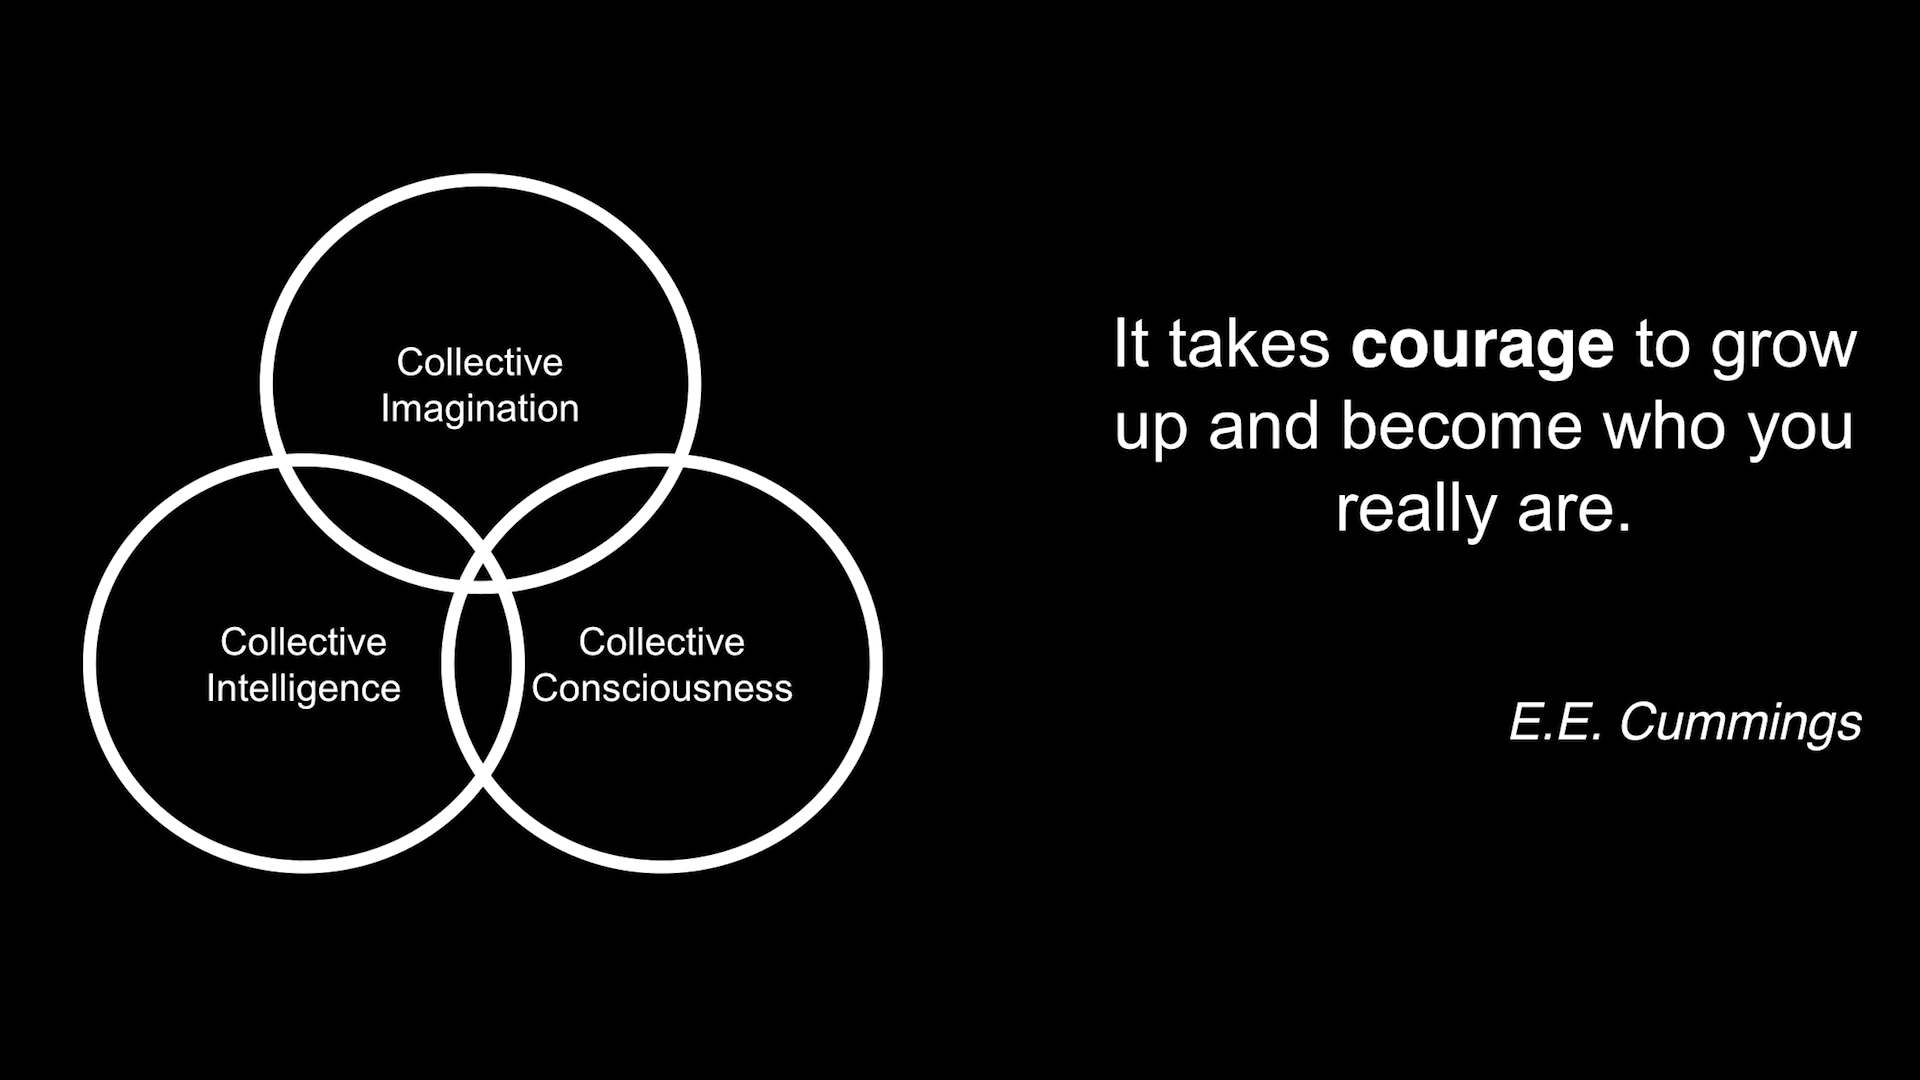 Collective
Imagination
Collective
Intelligence
Collective
Consciousness
It takes courage to grow
up and become who you
really are.
E.E. Cummings